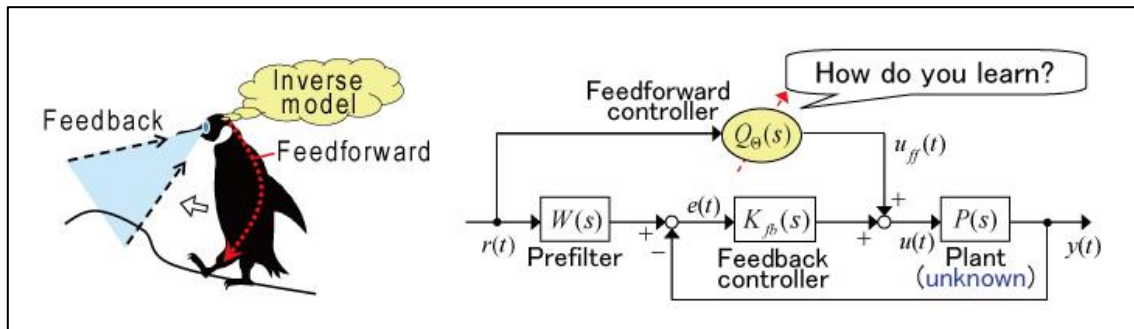 Inverse
model
Feedback
Feedforward
How do you learn?
Feedforward
controller
Q_Θ(s)
u_ff(t)
r(t)
W(s)
Prefilter
+
−
e(t)
K_fb(s)
Feedback
controller
+
+
u(t)
P(s)
Plant
(unknown)
y(t)